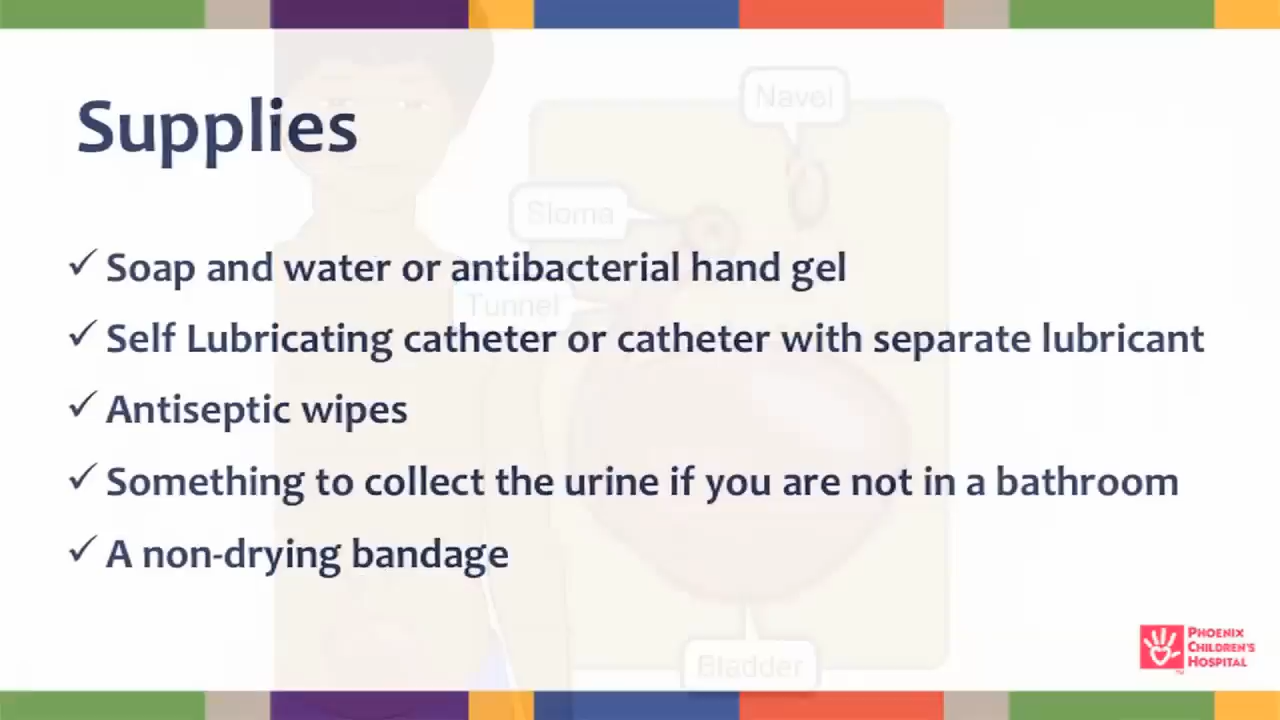 Supplies
Navel
Stoma
✓ Soap and water or antibacterial hand gel
Tunnel
✓ Self Lubricating catheter or catheter with separate lubricant
✓ Antiseptic wipes
✓ Something to collect the urine if you are not in a bathroom
✓ A non-drying bandage
Bladder
PHOENIX
CHILDREN'S
HOSPITAL